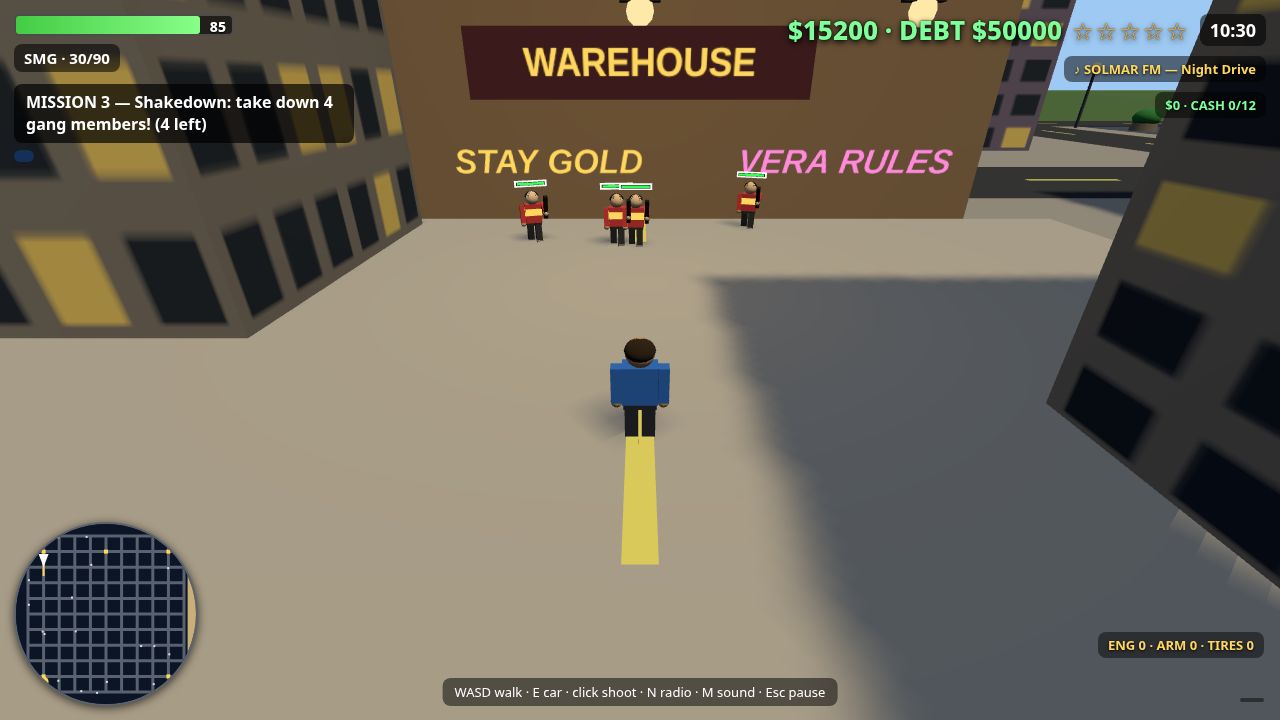 85
$15200 · DEBT $50000
☆☆☆☆☆
10:30
SMG · 30/90
♪ SOLMAR FM — Night Drive
MISSION 3 — Shakedown: take down 4
gang members! (4 left)
$0 · CASH 0/12
WAREHOUSE
STAY GOLD
VERA RULES
ENG 0 · ARM 0 · TIRES 0
WASD walk · E car · click shoot · N radio · M sound · Esc pause